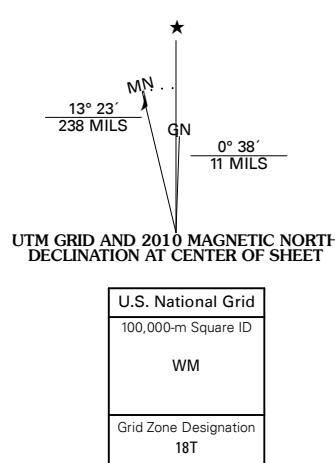 MN
13° 23´
238 MILS
GN
0° 38´
11 MILS
UTM GRID AND 2010 MAGNETIC NORTH
DECLINATION AT CENTER OF SHEET
U.S. National Grid
100,000-m Square ID
WM
Grid Zone Designation
18T